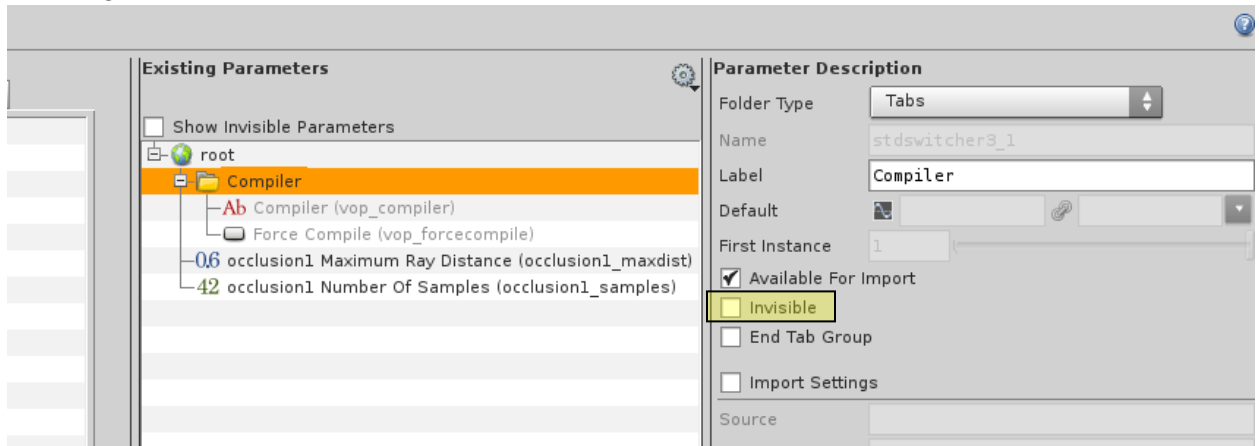 Existing Parameters
Show Invisible Parameters
root
Compiler
Ab Compiler (vop_compiler)
Force Compile (vop_forcecompile)
0.6 occlusion1 Maximum Ray Distance (occlusion1_maxdist)
42 occlusion1 Number Of Samples (occlusion1_samples)
Parameter Description
Folder Type Tabs
Name stdswitcher3_1
Label Compiler
Default
First Instance 1
Available For Import
Invisible
End Tab Group
Import Settings
Source